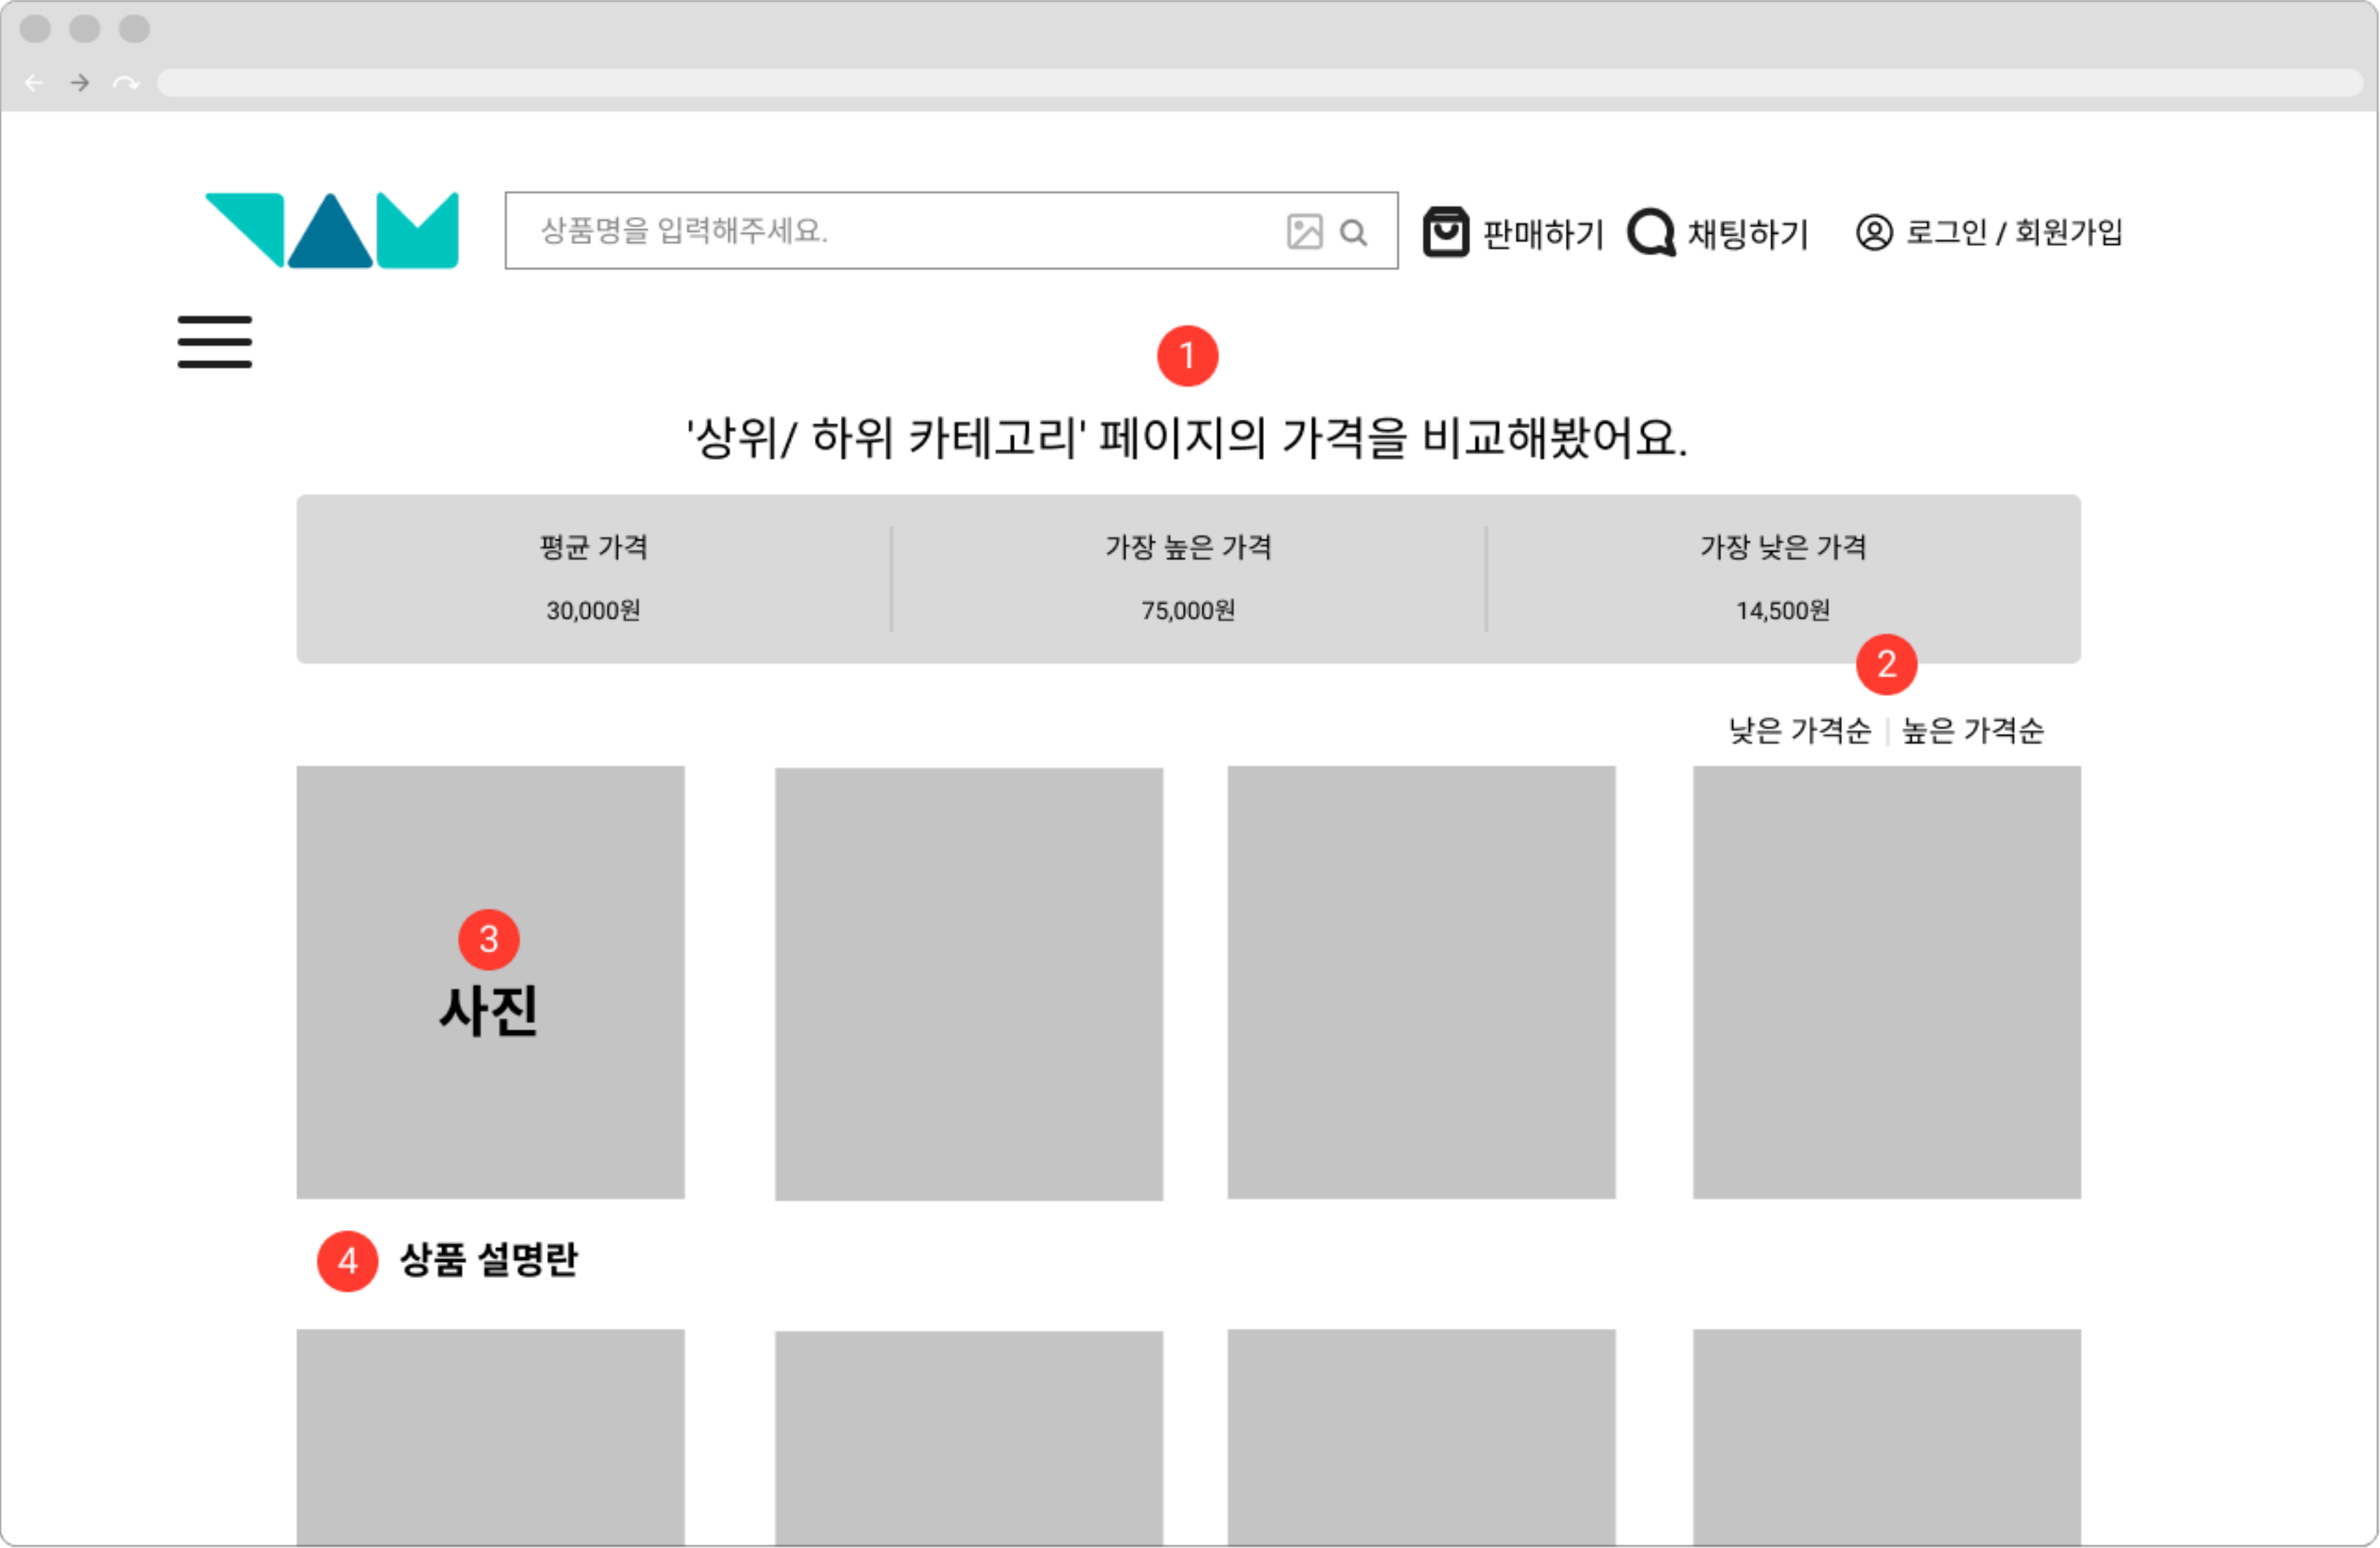 상품명을 입력해주세요.
판매하기
채팅하기
로그인 / 회원가입
1
'상위/ 하위 카테고리' 페이지의 가격을 비교해봤어요.
평균 가격
30,000원
가장 높은 가격
75,000원
가장 낮은 가격
14,500원
2
낮은 가격순
높은 가격순
3
사진
4
상품 설명란